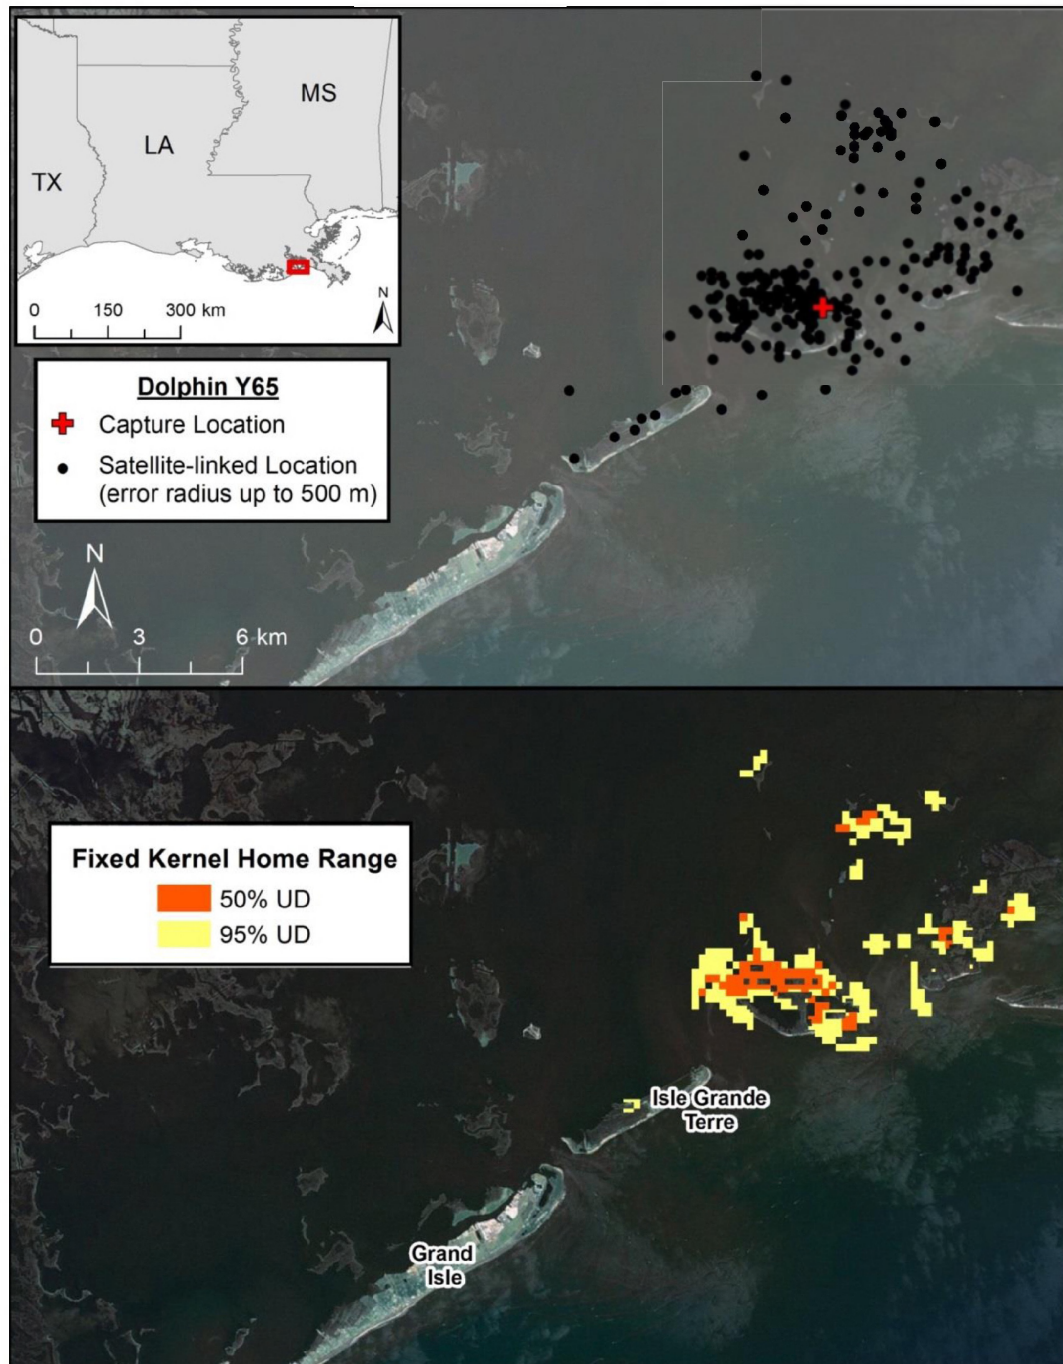 MS
LA
TX
N
0 150 300 km
Dolphin Y65
Capture Location
Satellite-linked Location
(error radius up to 500 m)
N
0 3 6 km
Fixed Kernel Home Range
50% UD
95% UD
Isle Grande
Terre
Grand
Isle